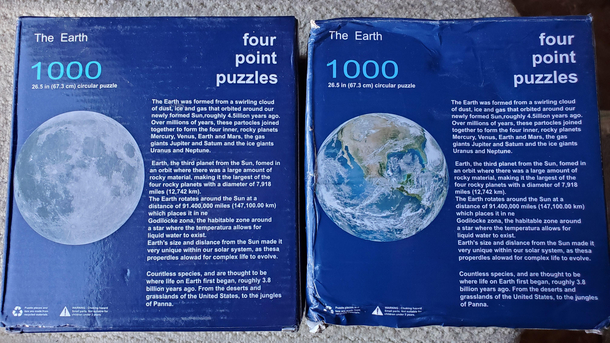 The Earth
four
point
puzzles
1000
26.5 in (67.3 cm) circular puzzle
The Earth was formed from a swirling cloud
of dust, ice and gas that orbited around our
newly formed Sun,roughly 4.5illion years ago.
Over millions of years, these partocles joined
together to form the four inner, rocky planets
Mercury, Venus, Earth and Mars, the gas
giants Jupiter and Satum and the ice giants
Uranus and Neptune.
Earth, the third planet from the Sun, fomed in
an orbit where there was a large amount of
rocky material, making it the largest of the
four rocky planets with a deameter of 7,918
miles (12,742 km).
The Earth rotates around the Sun at a
distance of 91.400,000 miles (147,100.00 km)
which places it in ne
Godlilocke zona, the habitable zone around
a star where the temperatura allows for
liquid water to exist.
Earth's size and dislance from the Sun made it
very unique within our solar system, as thesa
properdlies alowad for complex life to evolve.
Countless species, and are thought to be
where life on Earth first began, roughly 3.8
billion years ago. From the deserts and
grasslands of the United States, to the jungles
of Panna.
The Earth
four
point
puzzles
1000
26.5 in (67.3 cm) circular puzzle
The Earth was formed from a swirling cloud
of dust, ice and gas that orbited around our
newly formed Sun,roughly 4.5illion years ago.
Over millions of years, these partocles joined
together to form the four inner, rocky planets
Mercury, Venus, Earth and Mars, the gas
giants Jupiter and Satum and the ice giants
Uranus and Neptune.
Earth, the third planet from the Sun, fomed in
an orbit where there was a large amount of
rocky material, making it the largest of the
four rocky planets with a deameter of 7,918
miles (12,742 km).
The Earth rotates around the Sun at a
distance of 91.400,000 miles (147,100.00 km)
which places it in ne
Godlilocke zona, the habitable zone around
a star where the temperatura allows for
liquid water to exist.
Earth's size and dislance from the Sun made it
very unique within our solar system, as thesa
properdlies alowad for complex life to evolve.
Countless species, and are thought to be
where life on Earth first began, roughly 3.8
billion years ago. From the deserts and
grasslands of the United States, to the jungles
of Panna.